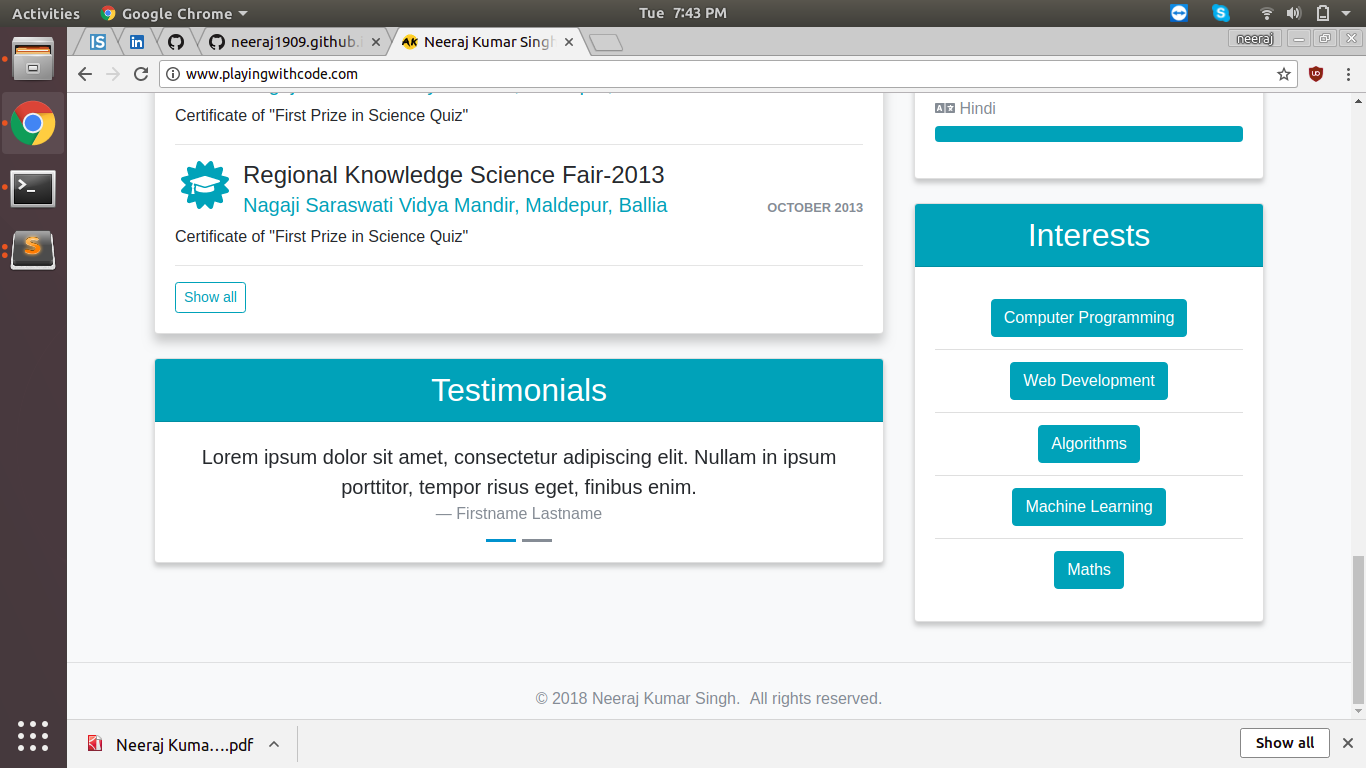 Activities
Google Chrome
Tue 7:43 PM
neeraj1909.github.
Neeraj Kumar Singh
neeraj
www.playingwithcode.com
Certificate of "First Prize in Science Quiz"
Regional Knowledge Science Fair-2013
Nagaji Saraswati Vidya Mandir, Maldepur, Ballia
OCTOBER 2013
Certificate of "First Prize in Science Quiz"
Show all
Testimonials
Lorem ipsum dolor sit amet, consectetur adipiscing elit. Nullam in ipsum
porttitor, tempor risus eget, finibus enim.
— Firstname Lastname
Hindi
Interests
Computer Programming
Web Development
Algorithms
Machine Learning
Maths
© 2018 Neeraj Kumar Singh. All rights reserved.
Neeraj Kuma....pdf
Show all